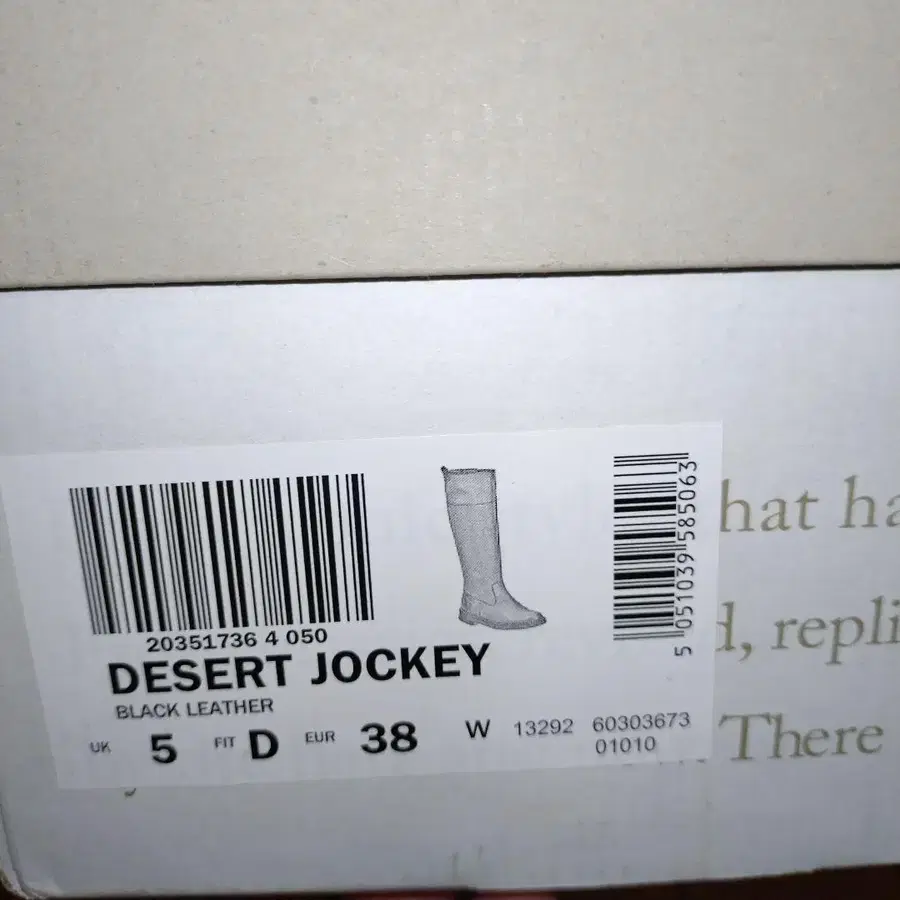 20351736 4 050
DESERT JOCKEY
BLACK LEATHER
UK 5 FIT D EUR 38 W 13292 60303673
01010
5 051039 585063
hat ha
d, repli
There